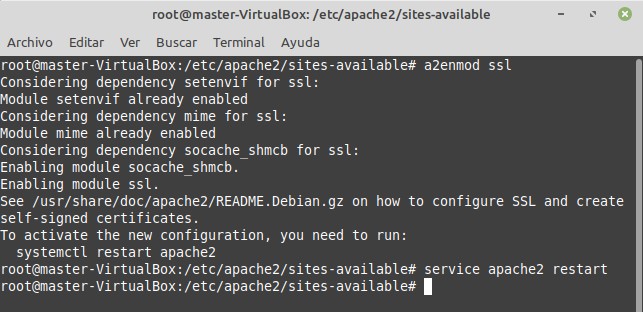 root@master-VirtualBox: /etc/apache2/sites-available
Archivo Editar Ver Buscar Terminal Ayuda
root@master-VirtualBox:/etc/apache2/sites-available# a2enmod ssl
Considering dependency setenvif for ssl:
Module setenvif already enabled
Considering dependency mime for ssl:
Module mime already enabled
Considering dependency socache_shmcb for ssl:
Enabling module socache_shmcb.
Enabling module ssl.
See /usr/share/doc/apache2/README.Debian.gz on how to configure SSL and create
self-signed certificates.
To activate the new configuration, you need to run:
  systemctl restart apache2
root@master-VirtualBox:/etc/apache2/sites-available# service apache2 restart
root@master-VirtualBox:/etc/apache2/sites-available#